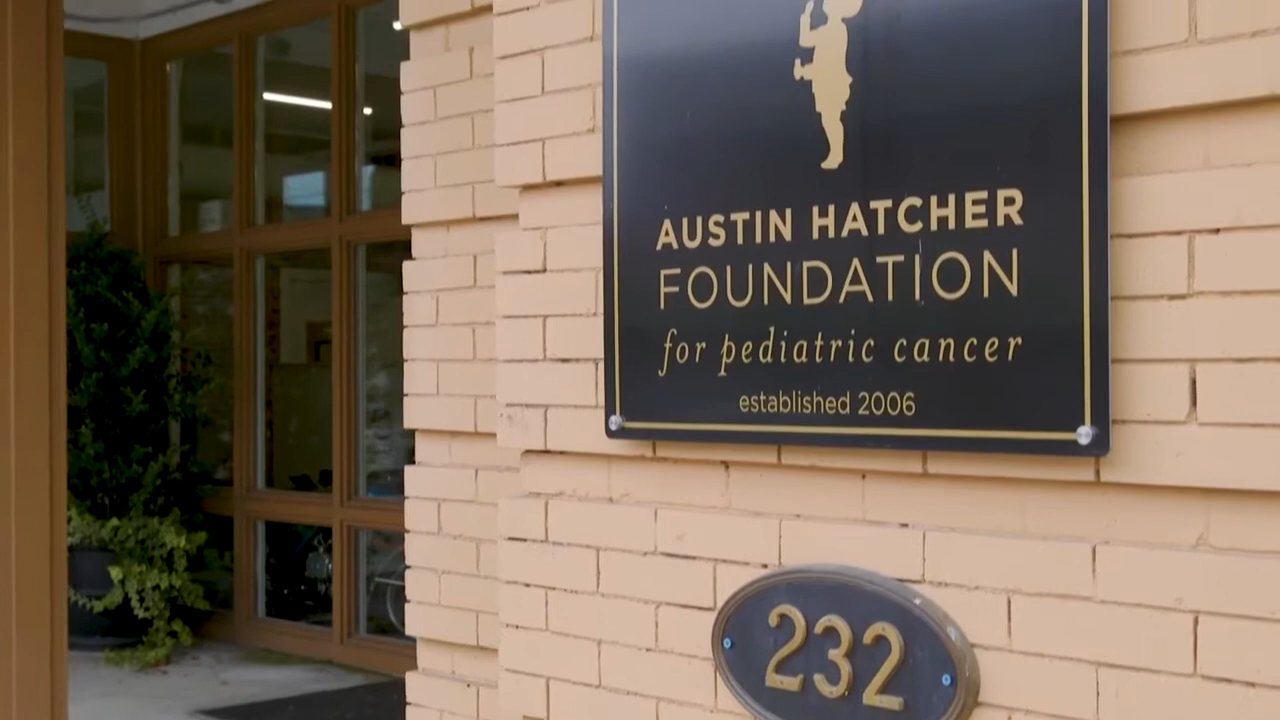 AUSTIN HATCHER
FOUNDATION
for pediatric cancer
established 2006
232